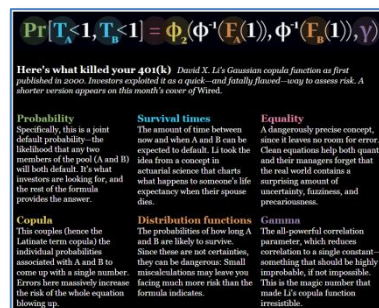 Pr[T_A<1, T_B<1] = ϕ_2(ϕ^-1(F_A(1)), ϕ^-1(F_B(1)), γ)
Here's what killed your 401(k) David X. Li's Gaussian copula function as first
published in 2000. Investors exploited it as a quick—and fatally flawed—way to assess risk. A
shorter version appears on this month's cover of Wired.
Probability
Specifically, this is a joint
default probability—the
likelihood that any two
members of the pool (A and B)
will both default. It's what
investors are looking for, and
the rest of the formula
provides the answer.
Survival times
The amount of time between
now and when A and B can be
expected to default. Li took the
idea from a concept in
actuarial science that charts
what happens to someone's life
expectancy when their spouse
dies.
Equality
A dangerously precise concept,
since it leaves no room for error.
Clean equations help both quants
and their managers forget that
the real world contains a
surprising amount of
uncertainty, fuzziness, and
precariousness.
Copula
This couples (hence the
Latinate term copula) the
individual probabilities
associated with A and B to
come up with a single number.
Errors here massively increase
the risk of the whole equation
blowing up.
Distribution functions
The probabilities of how long A
and B are likely to survive.
Since these are not certainties,
they can be dangerous: Small
miscalculations may leave you
facing much more risk than the
formula indicates.
Gamma
The all-powerful correlation
parameter, which reduces
correlation to a single constant—
something that should be highly
improbable, if not impossible.
This is the magic number that
made Li's copula function
irresistible.